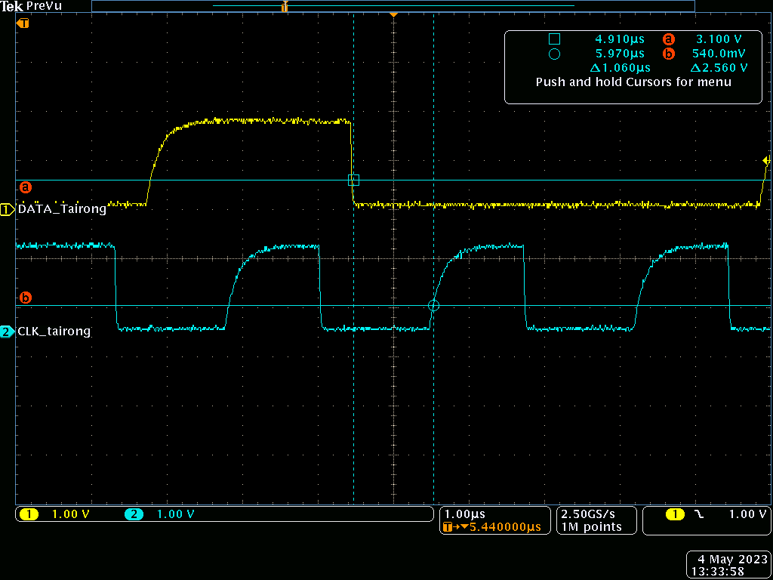 Tek PreVu
T
T
4.910µs a 3.100 V
5.970µs b 540.0mV
Δ1.060µs Δ2.560 V
Push and hold Cursors for menu
a
1 DATA_Tairong
b
2 CLK_tairong
1 1.00 V 2 1.00 V
1.00µs
T→▼5.440000µs
2.50GS/s
1M points
1 1.00 V
4 May 2023
13:33:58